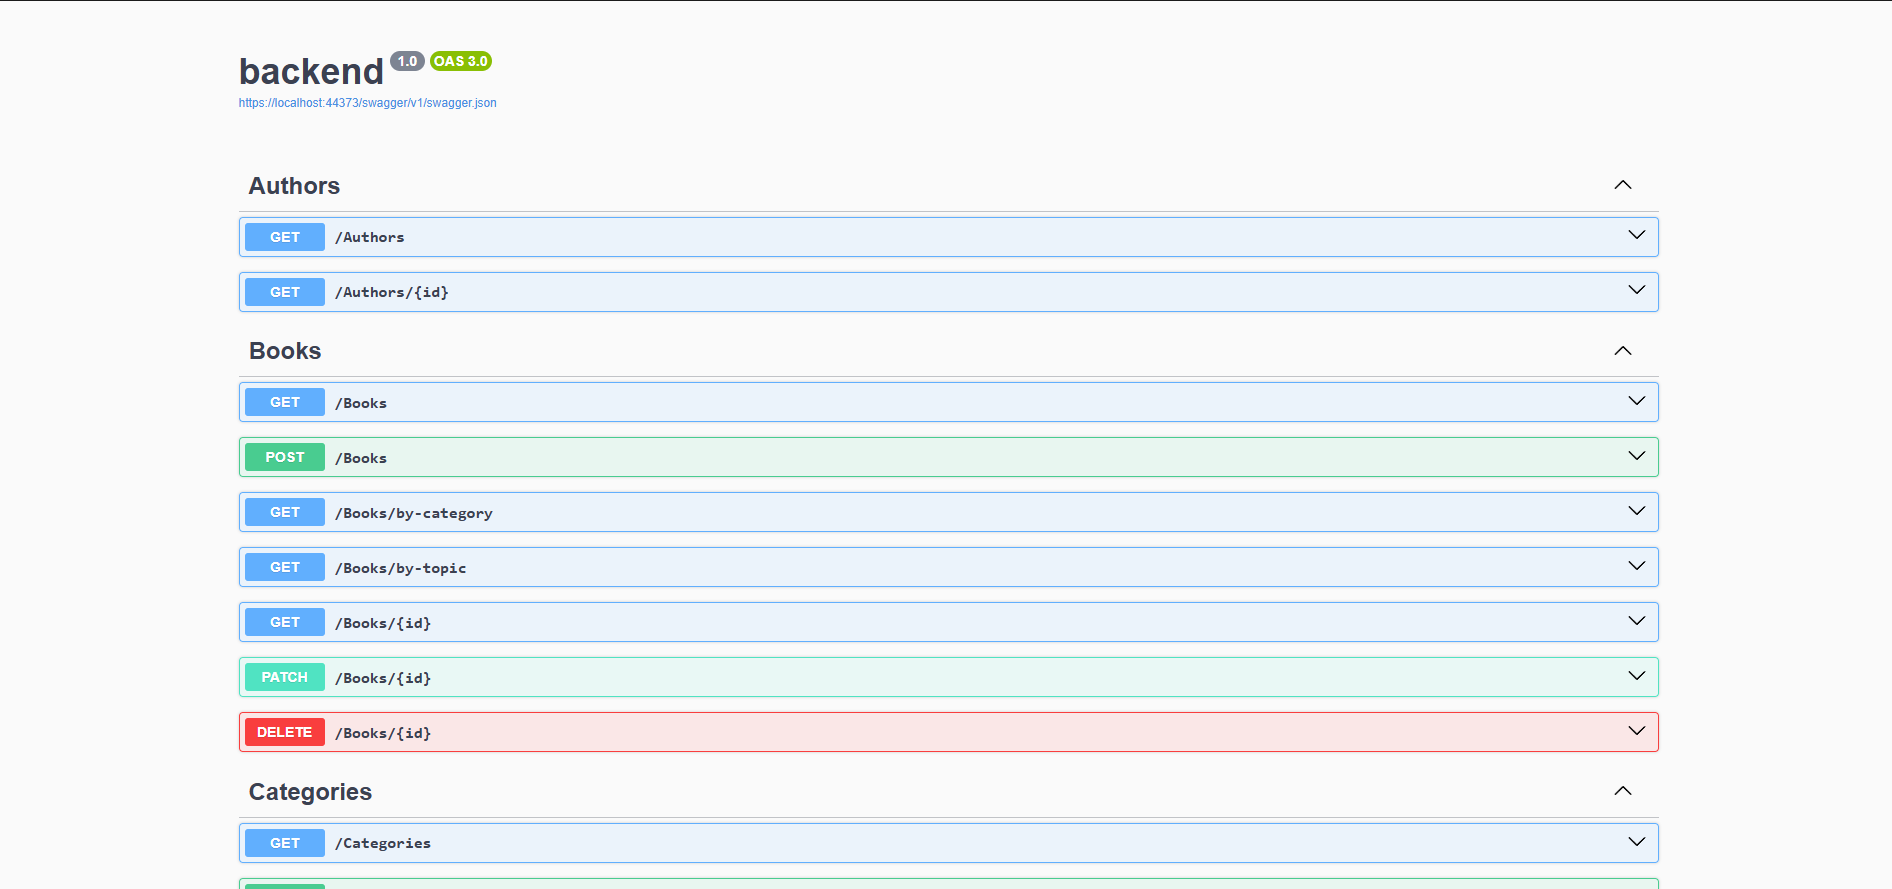 backend 1.0 OAS 3.0
https://localhost:44373/swagger/v1/swagger.json
Authors
GET /Authors
GET /Authors/{id}
Books
GET /Books
POST /Books
GET /Books/by-category
GET /Books/by-topic
GET /Books/{id}
PATCH /Books/{id}
DELETE /Books/{id}
Categories
GET /Categories